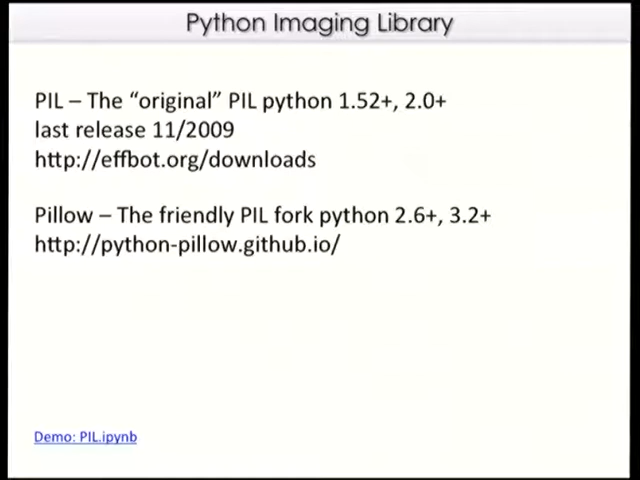 Python Imaging Library
PIL – The “original” PIL python 1.52+, 2.0+
last release 11/2009
http://effbot.org/downloads
Pillow – The friendly PIL fork python 2.6+, 3.2+
http://python-pillow.github.io/
Demo: PIL.ipynb